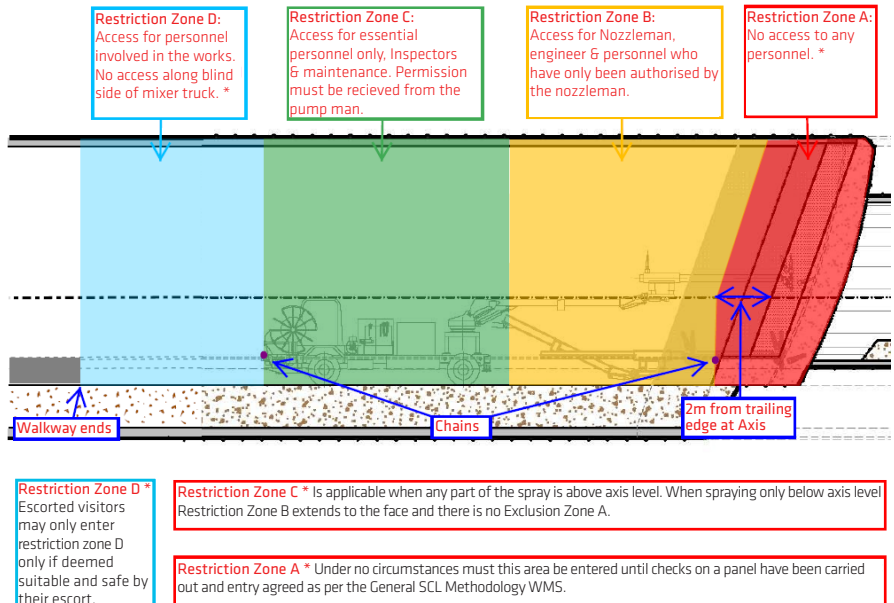 Restriction Zone D:
Access for personnel
involved in the works.
No access along blind
side of mixer truck. *
Restriction Zone C:
Access for essential
personnel only, Inspectors
& maintenance. Permission
must be recieved from the
pump man.
Restriction Zone B:
Access for Nozzleman,
engineer & personnel who
have only been authorised by
the nozzleman.
Restriction Zone A:
No access to any
personnel. *
Walkway ends
Chains
2m from trailing
edge at Axis
Restriction Zone D *
Escorted visitors
may only enter
restriction zone D
only if deemed
suitable and safe by
their escort.
Restriction Zone C * Is applicable when any part of the spray is above axis level. When spraying only below axis level
Restriction Zone B extends to the face and there is no Exclusion Zone A.
Restriction Zone A * Under no circumstances must this area be entered until checks on a panel have been carried
out and entry agreed as per the General SCL Methodology WMS.